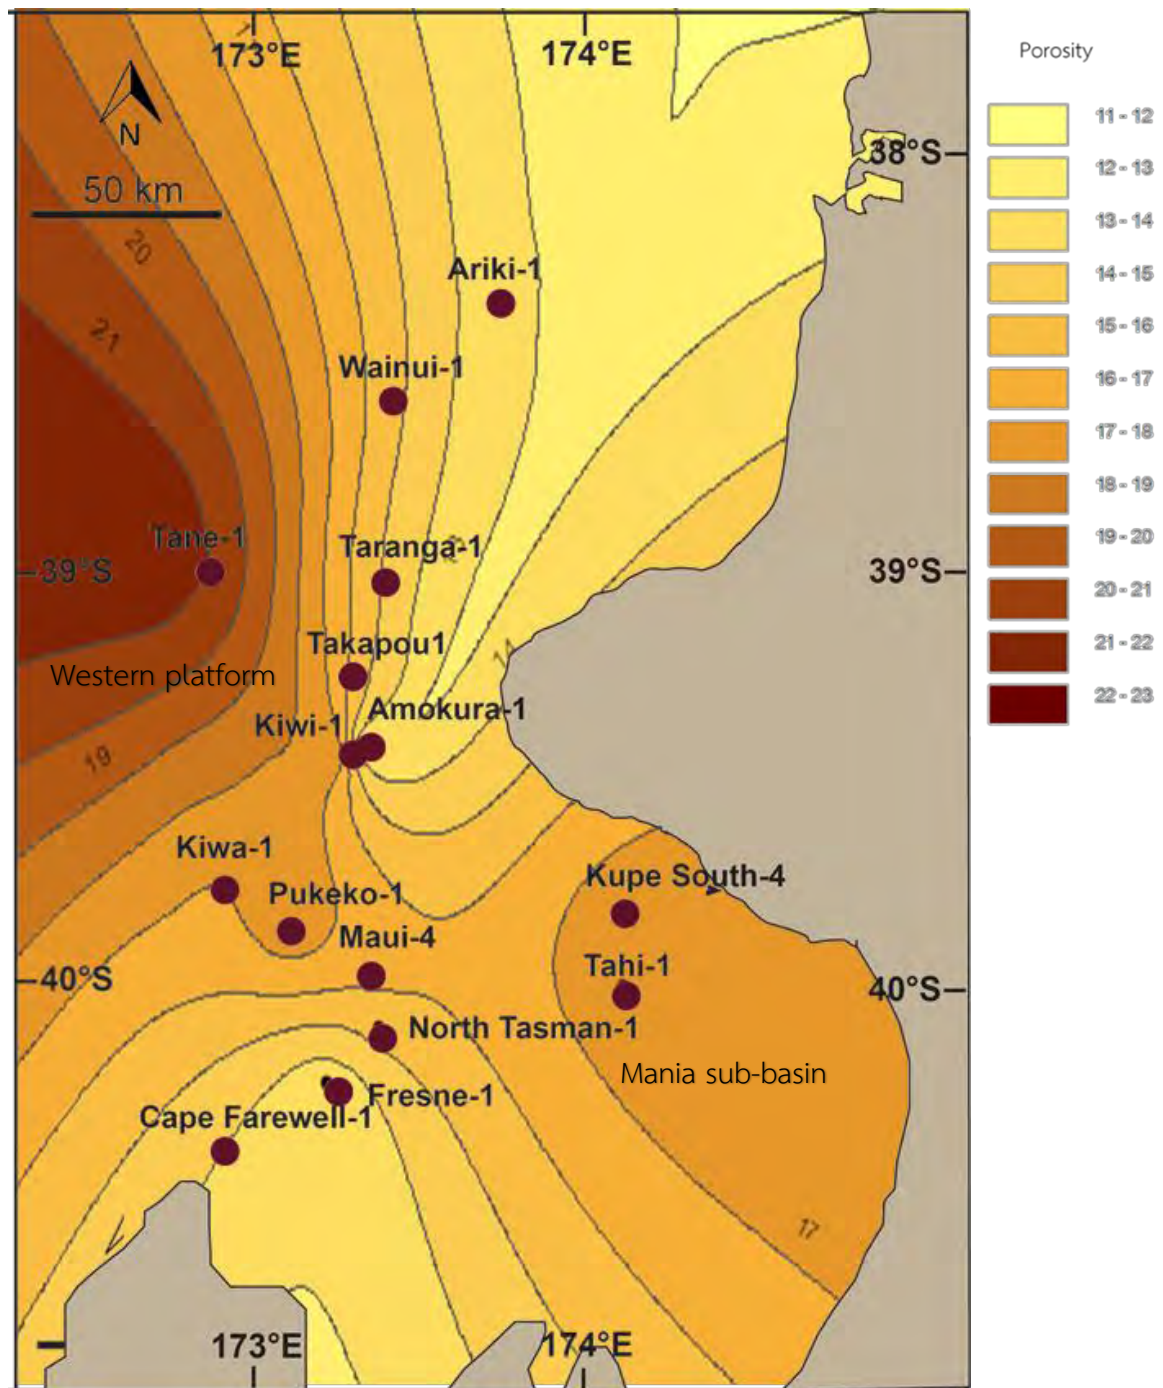 173°E
174°E
Porosity
N
50 km
38°S
11 - 12
12 - 13
13 - 14
14 - 15
15 - 16
16 - 17
17 - 18
18 - 19
19 - 20
20 - 21
21 - 22
22 - 23
20
21
Ariki-1
Wainui-1
Tane-1
Taranga-1
39°S
39°S
Takapou1
14
Western platform
Amokura-1
Kiwi-1
19
Kiwa-1
Pukeko-1
Kupe South-4
Maui-4
Tahi-1
40°S
40°S
North Tasman-1
Mania sub-basin
Fresne-1
Cape Farewell-1
17
173°E
174°E